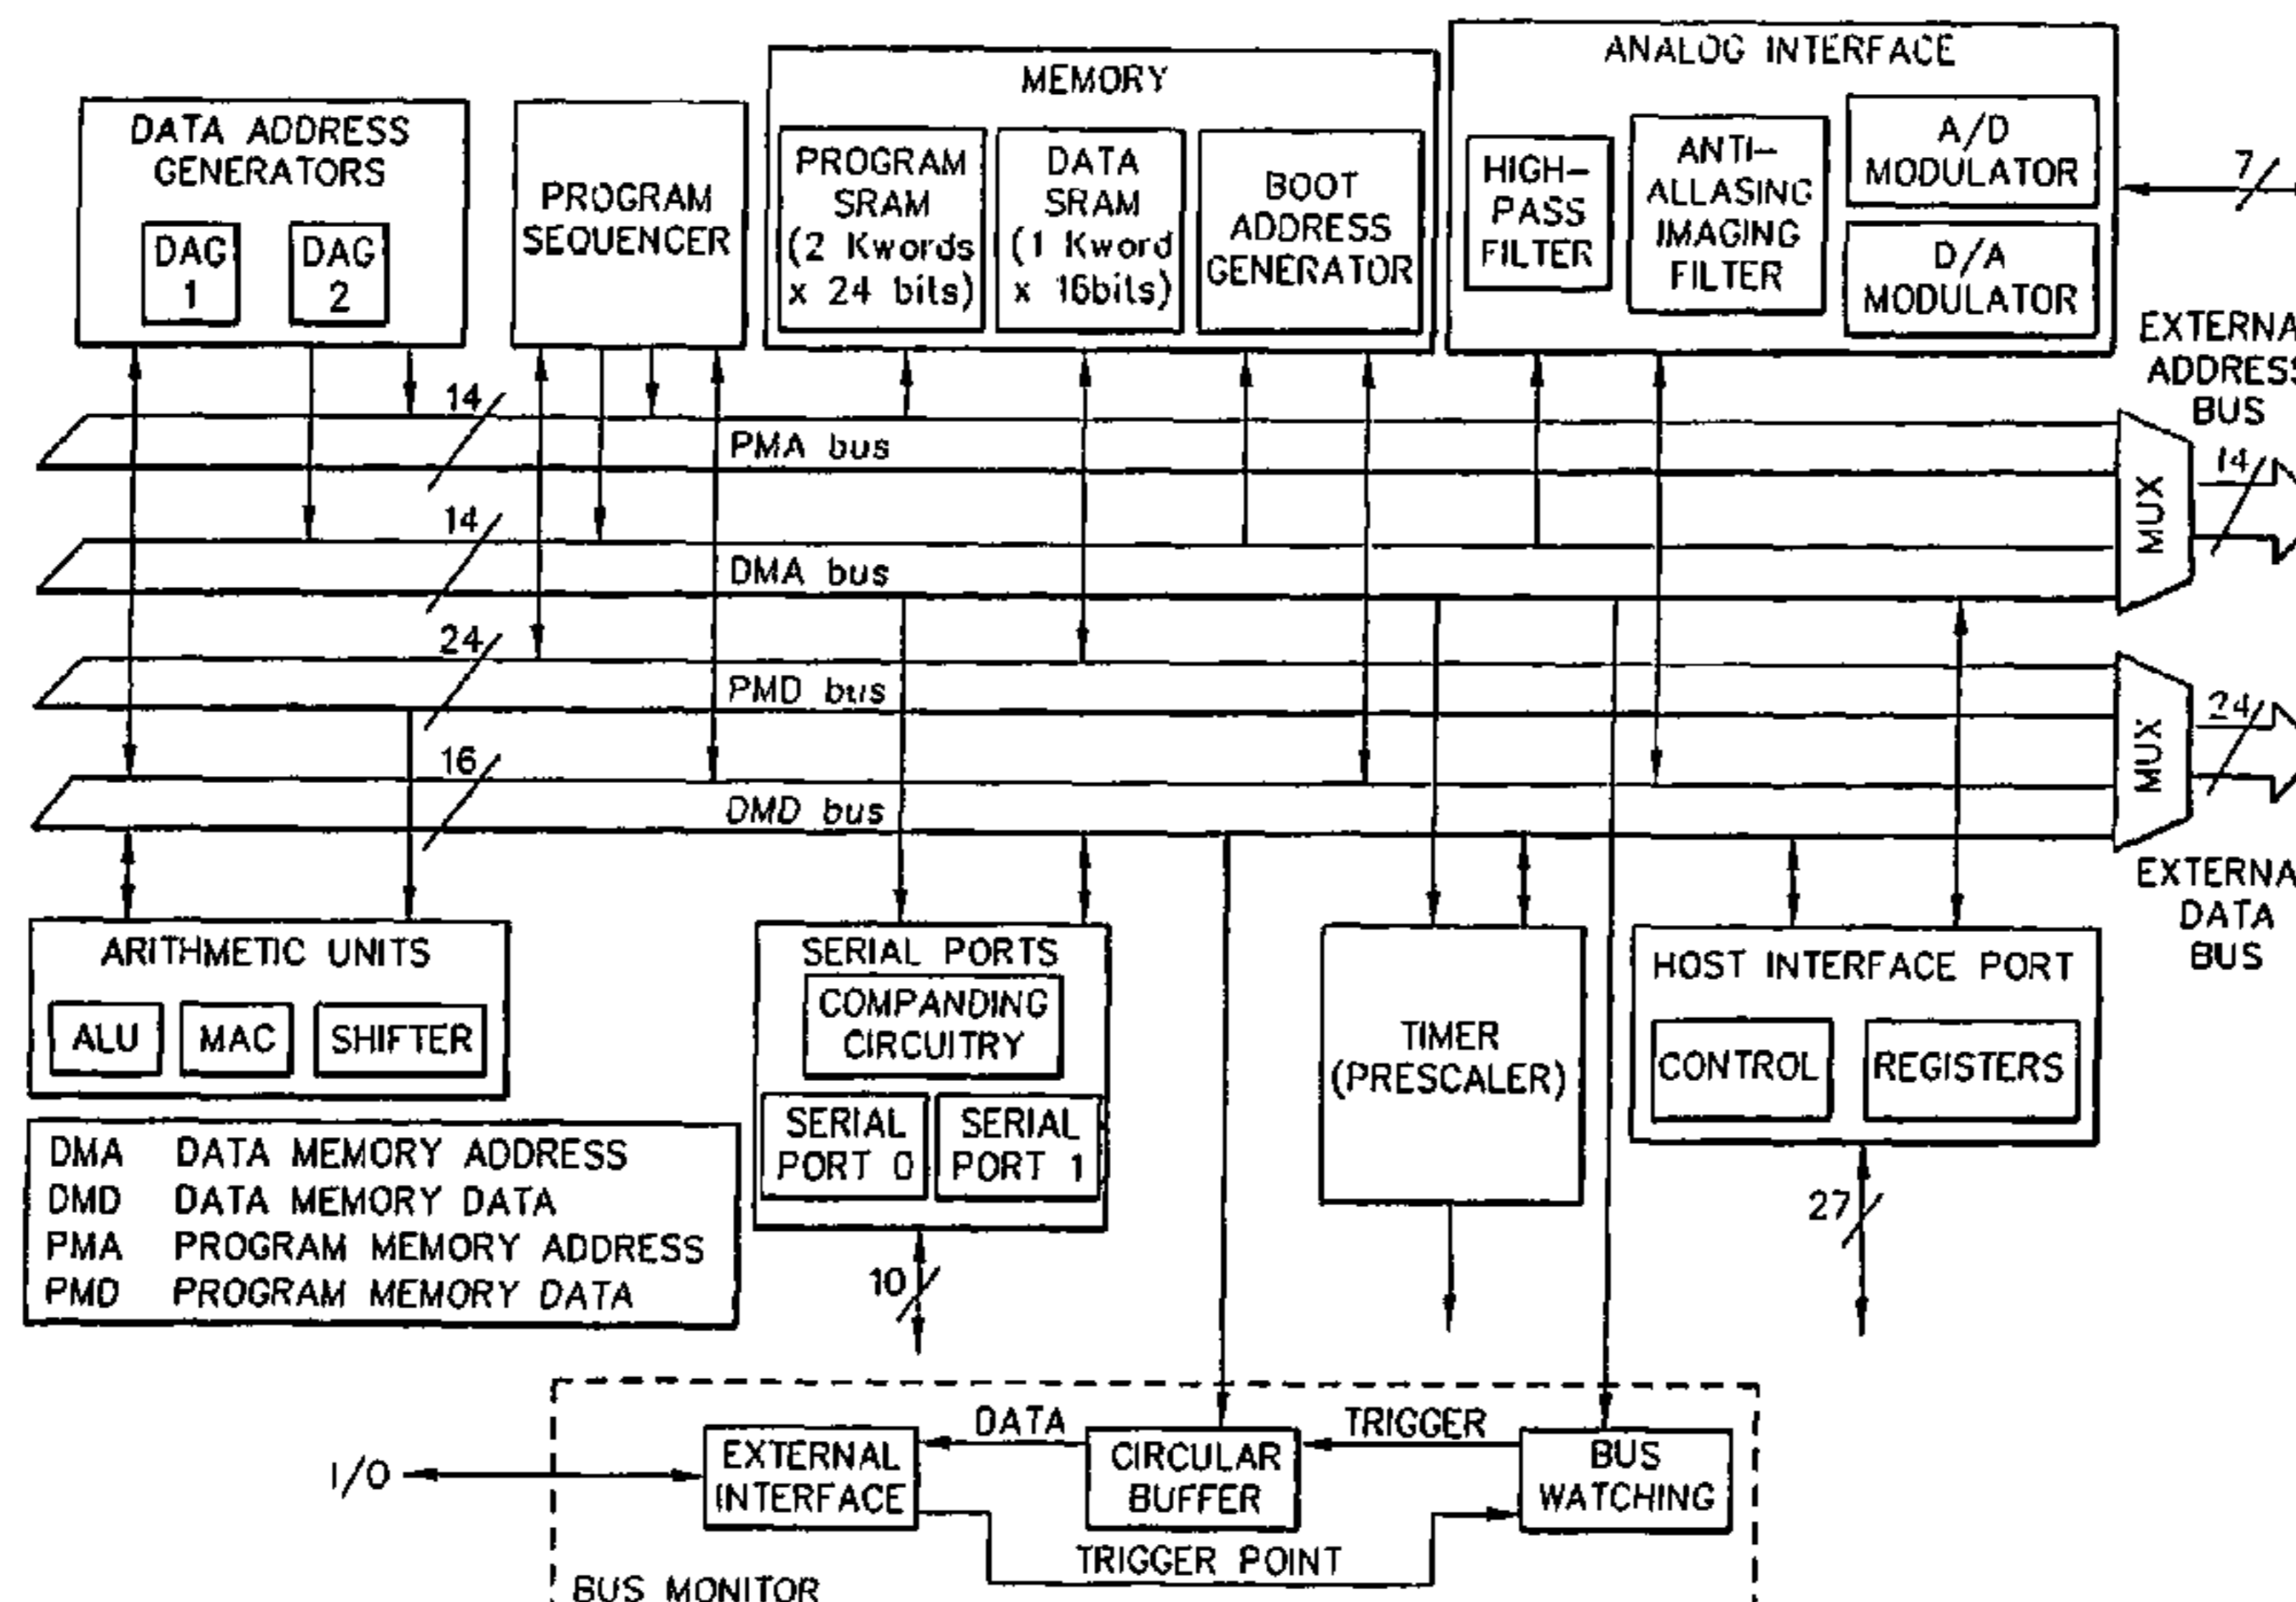 DATA ADDRESS
GENERATORS
DAG
1
DAG
2
PROGRAM
SEQUENCER
MEMORY
PROGRAM
SRAM
(2 Kwords
x 24 bits)
DATA
SRAM
(1 Kword
x 16bits)
BOOT
ADDRESS
GENERATOR
ANALOG INTERFACE
HIGH-
PASS
FILTER
ANTI-
ALLASING
IMAGING
FILTER
A/D
MODULATOR
D/A
MODULATOR
7
EXTERNA
ADDRESS
BUS
14
PMA bus
14
DMA bus
MUX
14
24
PMD bus
16
DMD bus
MUX
24
EXTERNA
DATA
BUS
ARITHMETIC UNITS
ALU
MAC
SHIFTER
SERIAL PORTS
COMPANDING
CIRCUITRY
SERIAL
PORT 0
SERIAL
PORT 1
10
TIMER
(PRESCALER)
HOST INTERFACE PORT
CONTROL
REGISTERS
27
DMA DATA MEMORY ADDRESS
DMD DATA MEMORY DATA
PMA PROGRAM MEMORY ADDRESS
PMD PROGRAM MEMORY DATA
I/O
EXTERNAL
INTERFACE
DATA
CIRCULAR
BUFFER
TRIGGER
BUS
WATCHING
TRIGGER POINT
BUS MONITOR